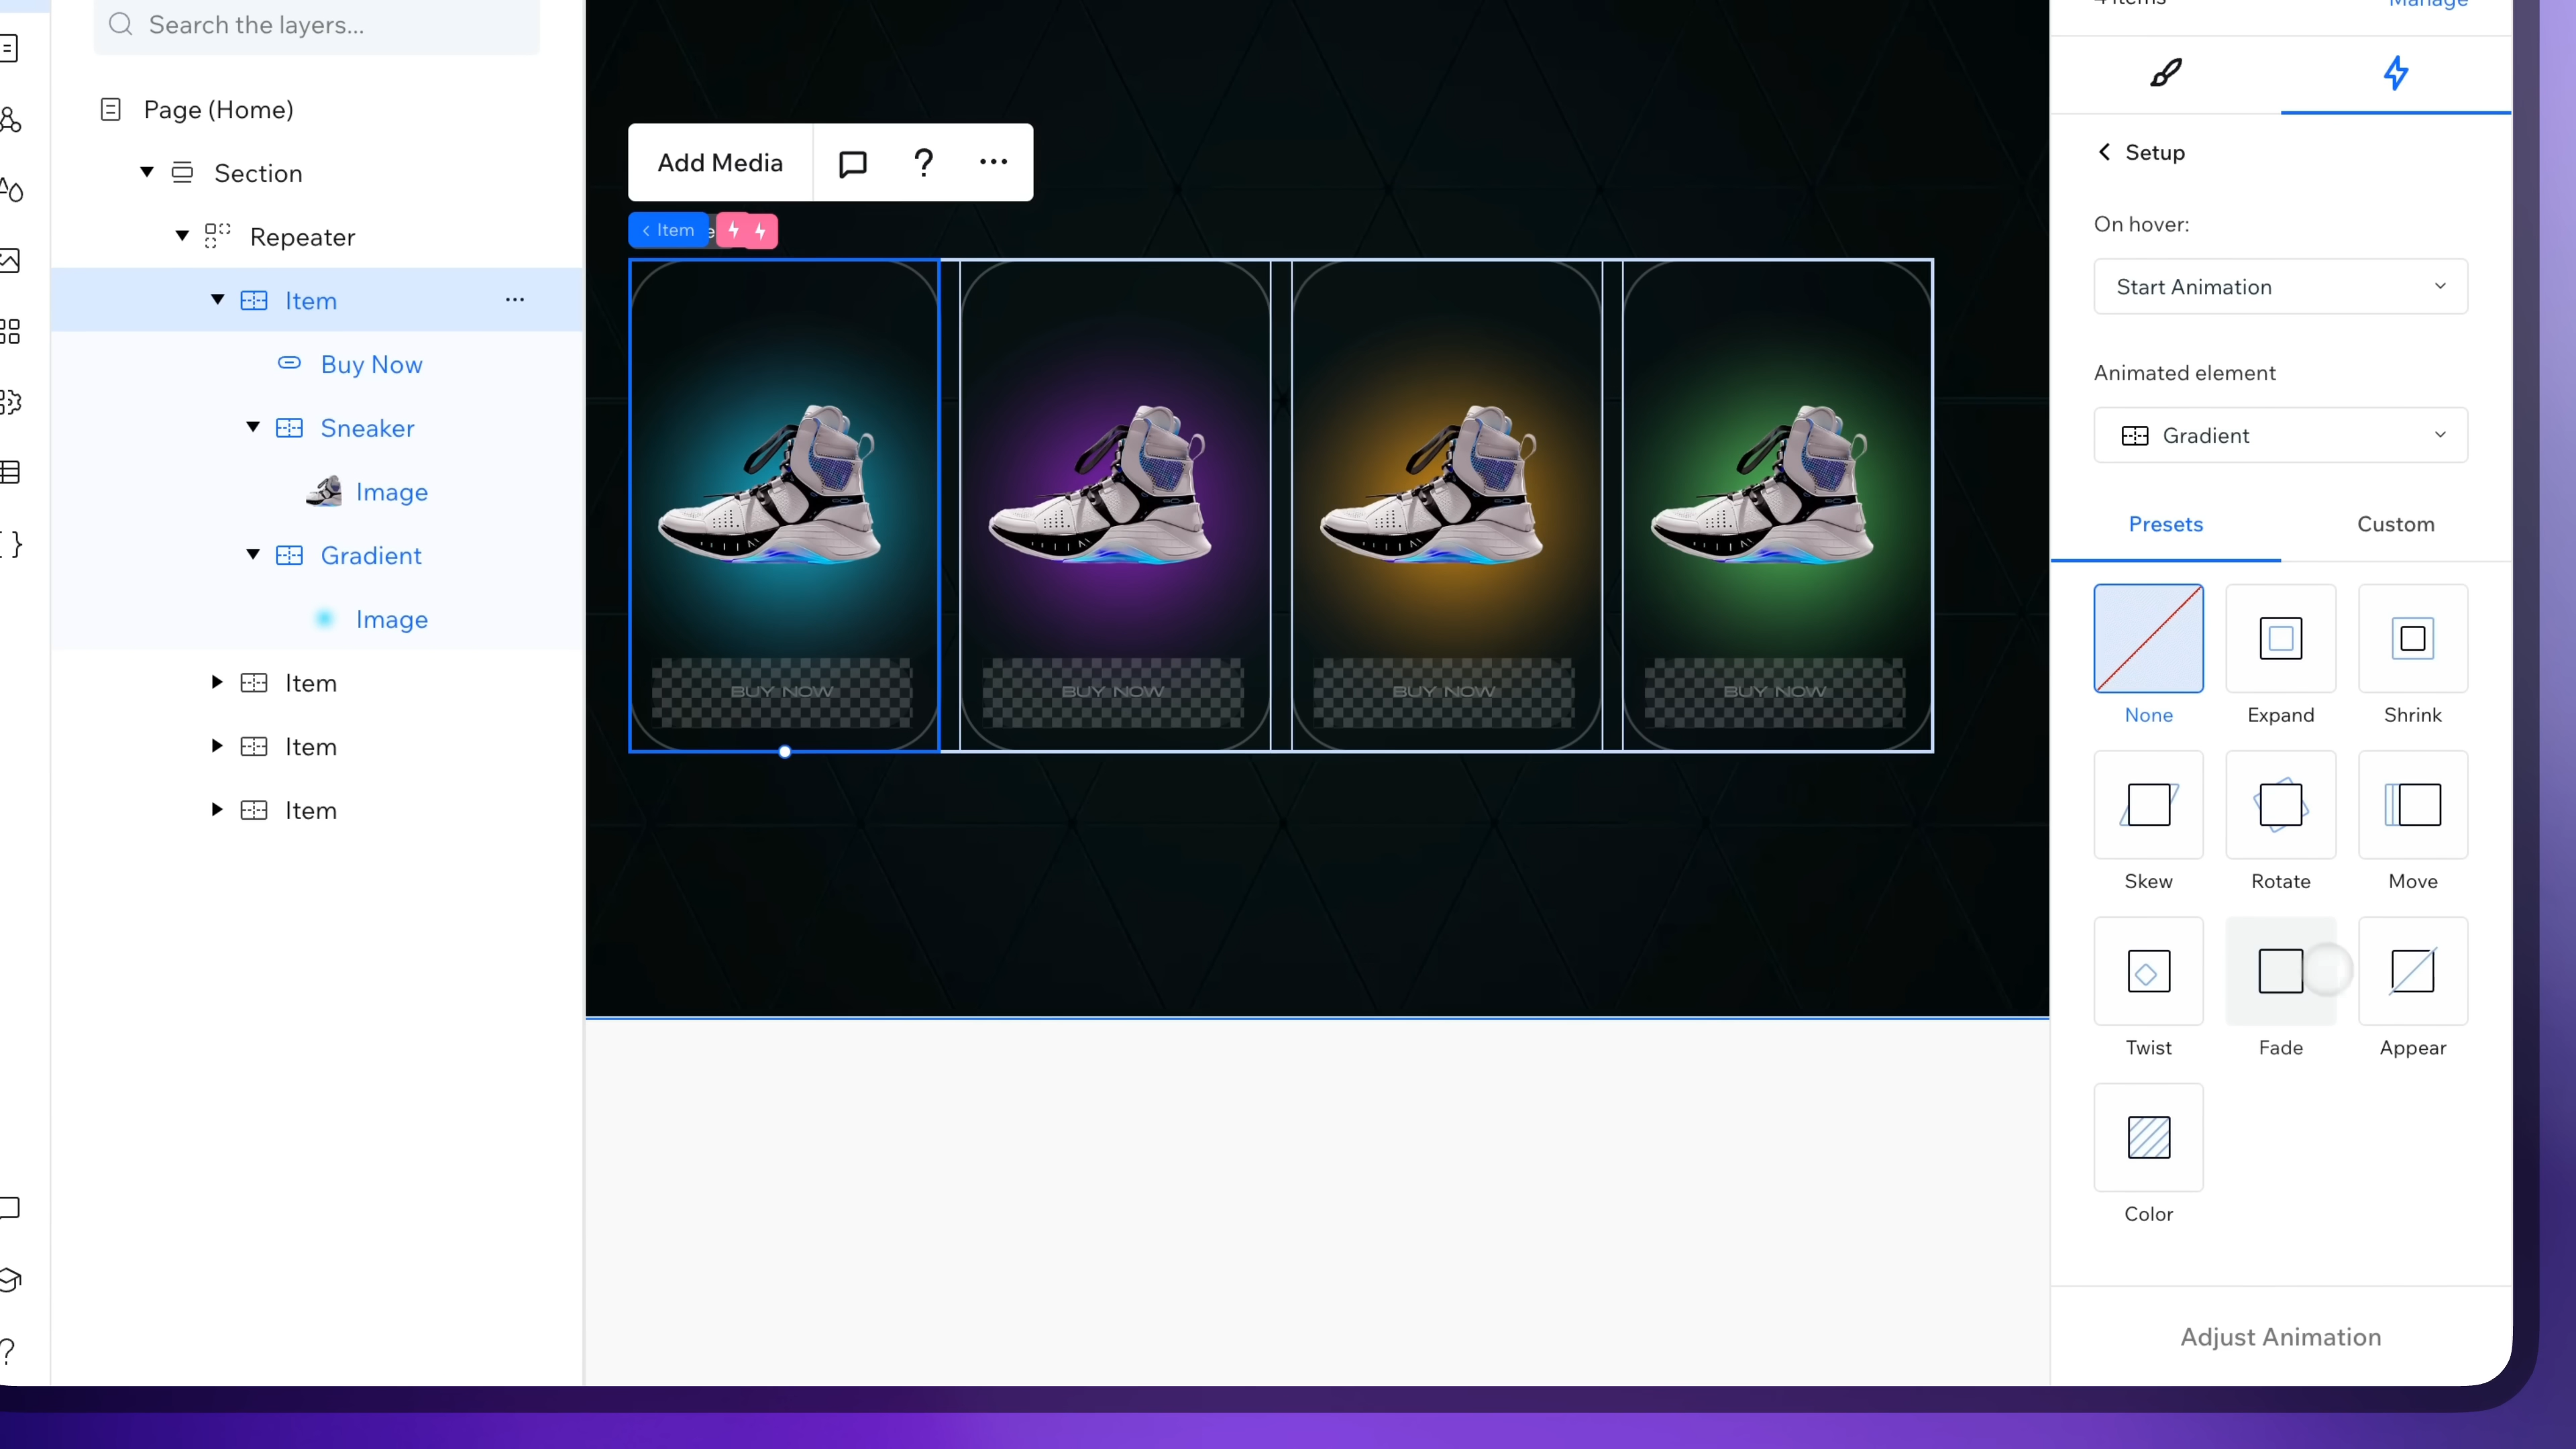 Search the layers...
Page (Home)
Section
Repeater
Item
Buy Now
Sneaker
Image
Gradient
Image
Item
Item
Item
Add Media
Item
BUY NOW
BUY NOW
BUY NOW
BUY NOW
4 Items
Manage
Setup
On hover:
Start Animation
Animated element
Gradient
Presets
Custom
None
Expand
Shrink
Skew
Rotate
Move
Twist
Fade
Appear
Color
Adjust Animation